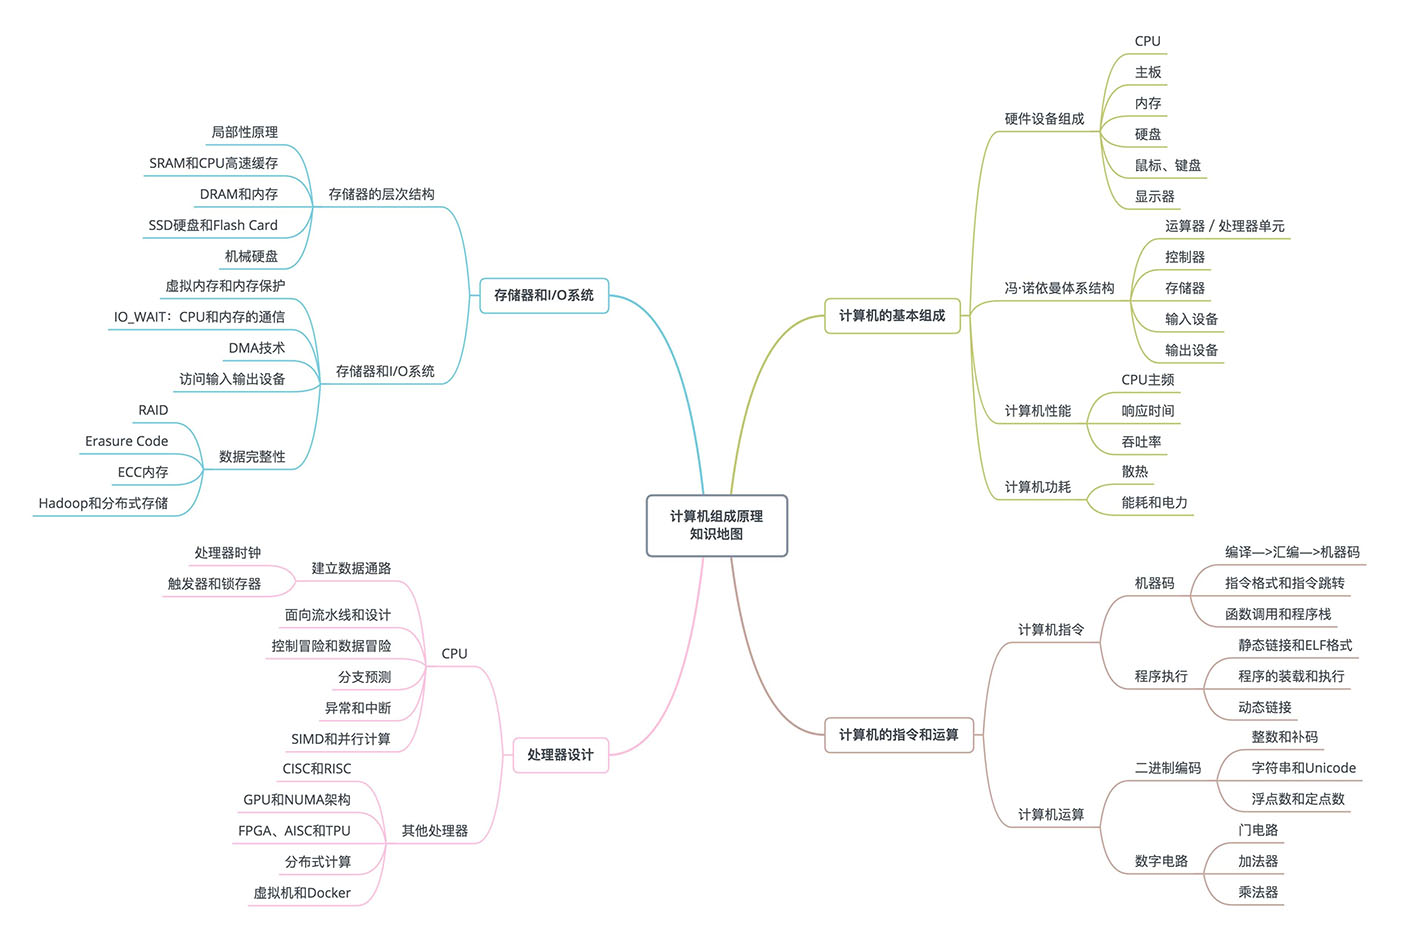 计算机组成原理
知识地图
计算机的基本组成
硬件设备组成
CPU
主板
内存
硬盘
鼠标、键盘
显示器
冯·诺依曼体系结构
运算器 / 处理器单元
控制器
存储器
输入设备
输出设备
计算机性能
CPU主频
响应时间
吞吐率
计算机功耗
散热
能耗和电力
计算机的指令和运算
计算机指令
机器码
编译—>汇编—>机器码
指令格式和指令跳转
函数调用和程序栈
程序执行
静态链接和ELF格式
程序的装载和执行
动态链接
计算机运算
二进制编码
整数和补码
字符串和Unicode
浮点数和定点数
数字电路
门电路
加法器
乘法器
存储器和I/O系统
存储器的层次结构
局部性原理
SRAM和CPU高速缓存
DRAM和内存
SSD硬盘和Flash Card
机械硬盘
存储器和I/O系统
虚拟内存和内存保护
IO_WAIT：CPU和内存的通信
DMA技术
访问输入输出设备
数据完整性
RAID
Erasure Code
ECC内存
Hadoop和分布式存储
处理器设计
CPU
建立数据通路
处理器时钟
触发器和锁存器
面向流水线和设计
控制冒险和数据冒险
分支预测
异常和中断
SIMD和并行计算
其他处理器
CISC和RISC
GPU和NUMA架构
FPGA、AISC和TPU
分布式计算
虚拟机和Docker